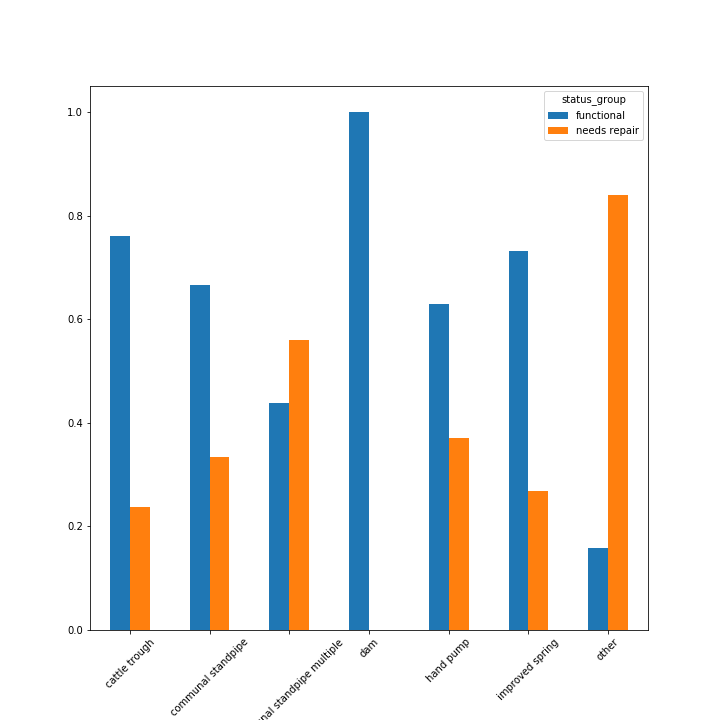 status_group
functional
needs repair
1.0
0.8
0.6
0.4
0.2
0.0
cattle trough
communal standpipe
standpipe multiple
dam
hand pump
improved spring
other